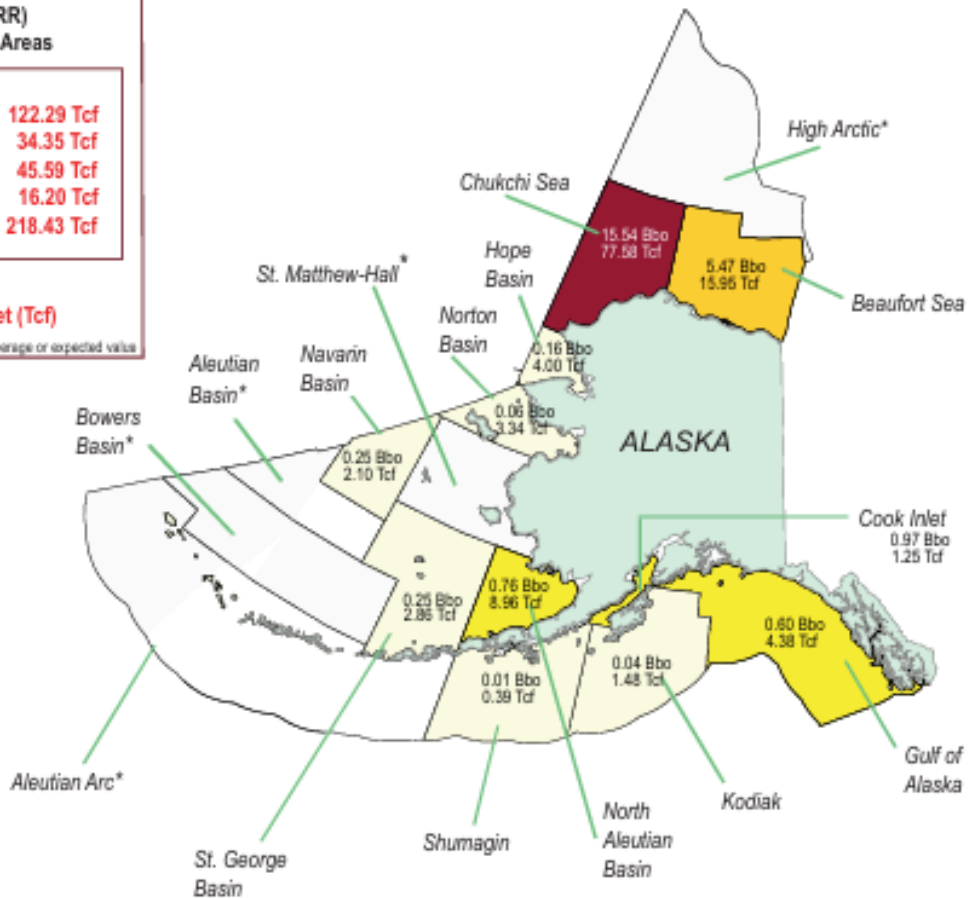 RR)
Areas
122.29 Tcf
34.35 Tcf
45.59 Tcf
16.20 Tcf
218.43 Tcf
et (Tcf)
erage or expected value
High Arctic*
Chukchi Sea
15.54 Bbo
77.58 Tcf
5.47 Bbo
15.95 Tcf
Beaufort Sea
Hope
Basin
0.16 Bbo
4.00 Tcf
St. Matthew-Hall*
Norton
Basin
0.06 Bbo
3.34 Tcf
Navarin
Basin
0.25 Bbo
2.10 Tcf
Aleutian
Basin*
Bowers
Basin*
ALASKA
Cook Inlet
0.97 Bbo
1.25 Tcf
0.25 Bbo
2.86 Tcf
0.76 Bbo
8.96 Tcf
0.60 Bbo
4.38 Tcf
0.01 Bbo
0.39 Tcf
0.04 Bbo
1.48 Tcf
Aleutian Arc*
St. George
Basin
Shumagin
North
Aleutian
Basin
Kodiak
Gulf of
Alaska